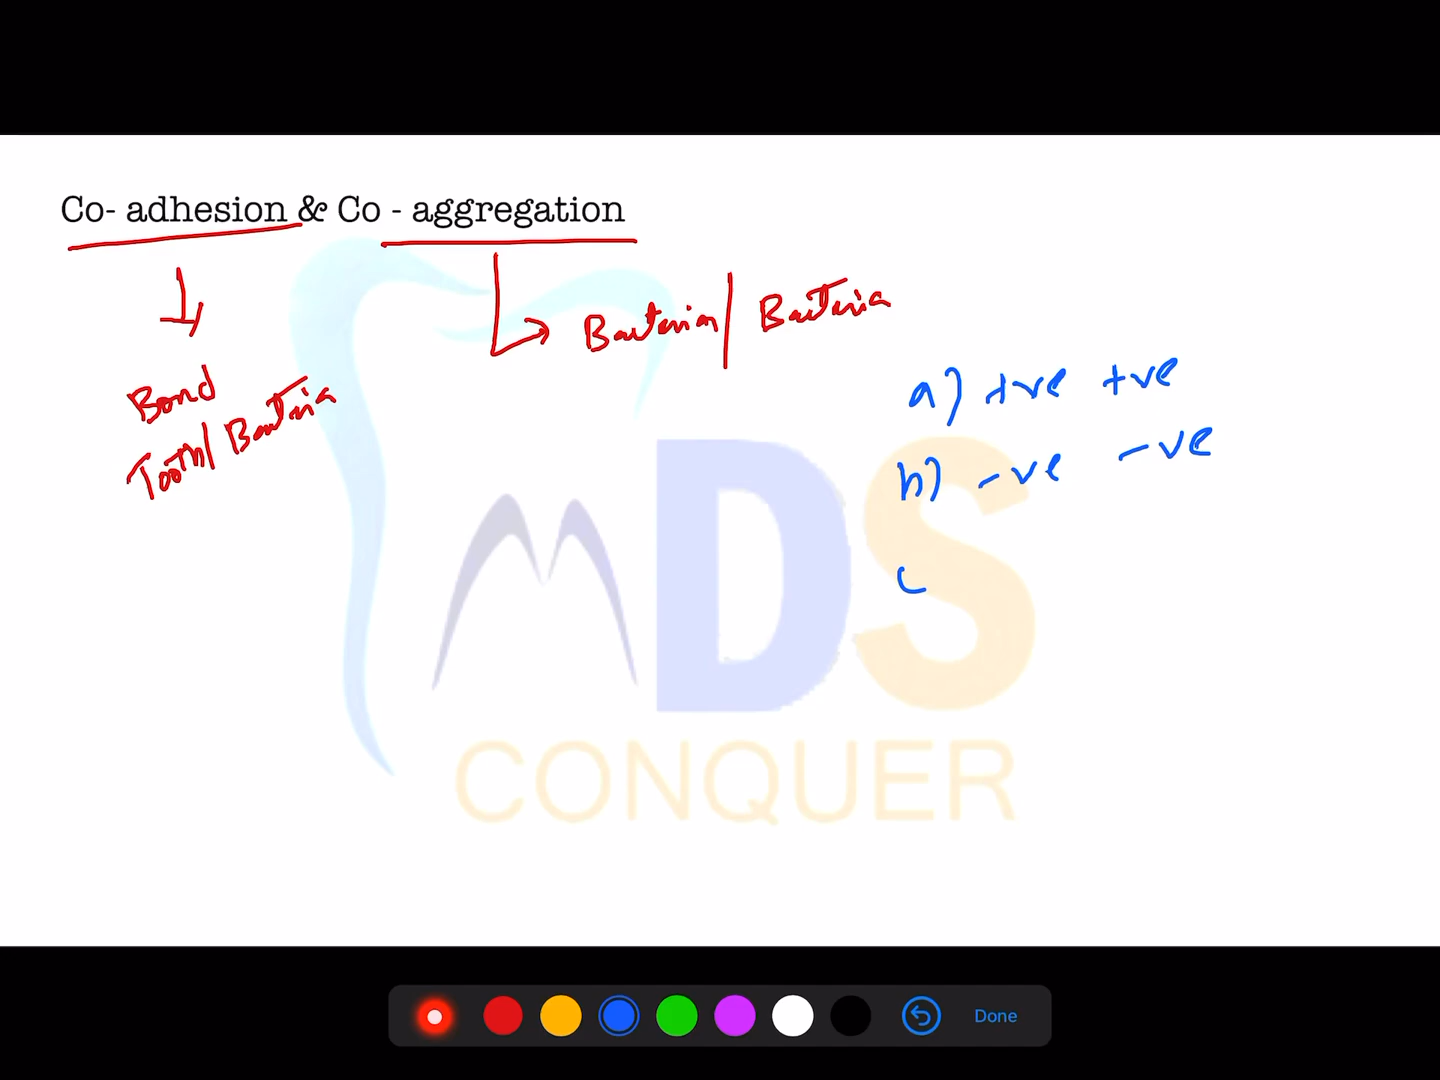 Co- adhesion & Co - aggregation
Bacteria / Bacteria
Bond
Tooth / Bacteria
a) +ve +ve
b) -ve -ve
c
MDS
CONQUER
Done